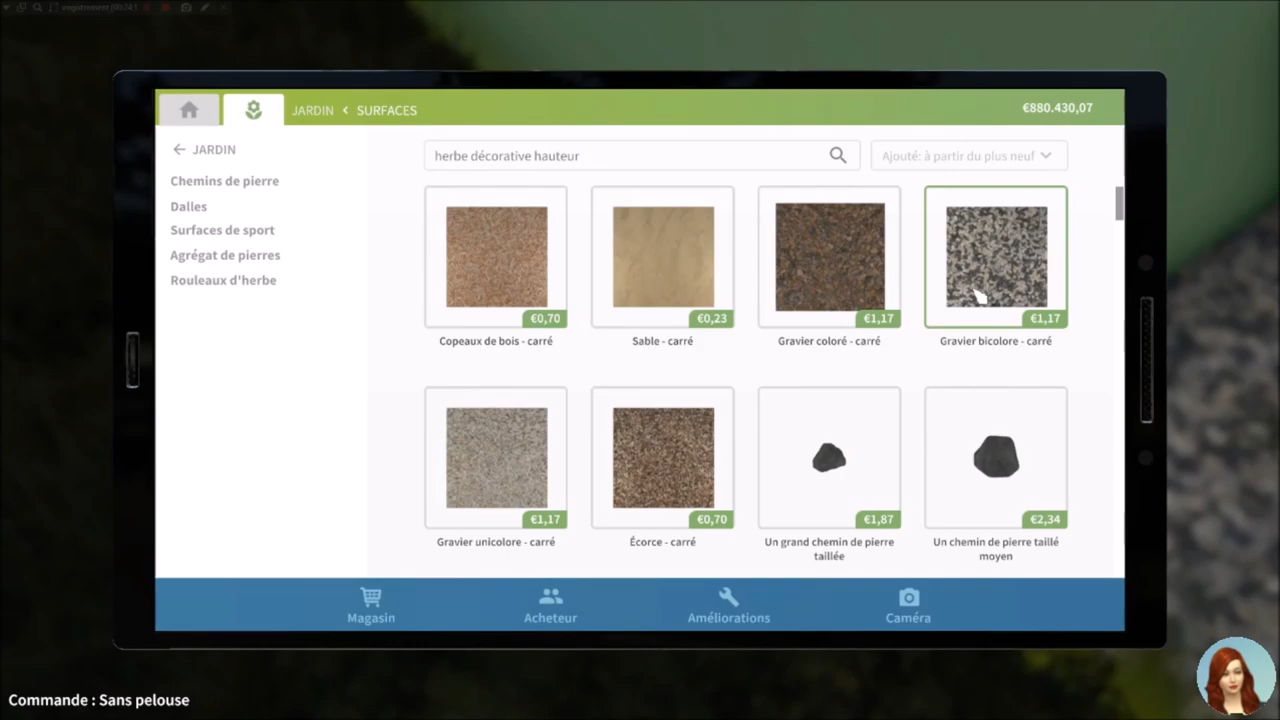 JARDIN < SURFACES
€880.430,07
← JARDIN
Chemins de pierre
Dalles
Surfaces de sport
Agrégat de pierres
Rouleaux d'herbe
herbe décorative hauteur
Ajouté: à partir du plus neuf
€0,70
€0,23
€1,17
€1,17
Copeaux de bois - carré
Sable - carré
Gravier coloré - carré
Gravier bicolore - carré
€1,17
€0,70
€1,87
€2,34
Gravier unicolore - carré
Écorce - carré
Un grand chemin de pierre
taillée
Un chemin de pierre taillé
moyen
Magasin
Acheteur
Améliorations
Caméra
Commande : Sans pelouse